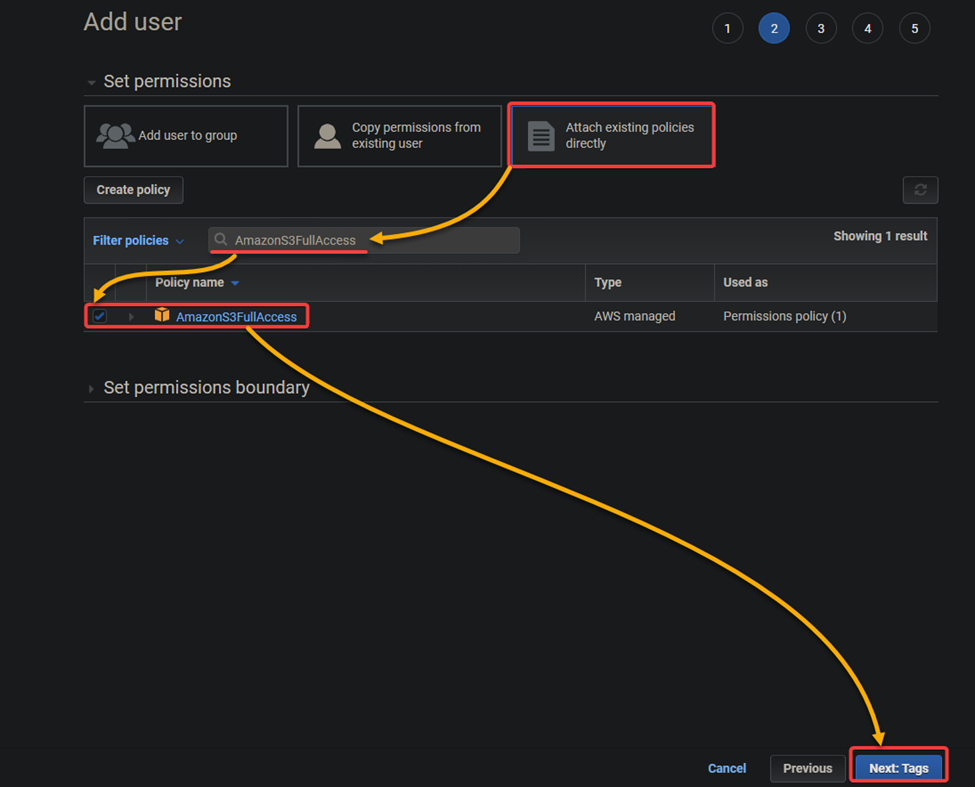 Add user
1 2 3 4 5
Set permissions
Add user to group
Copy permissions from
existing user
Attach existing policies
directly
Create policy
Filter policies
AmazonS3FullAccess
Showing 1 result
Policy name Type Used as
AmazonS3FullAccess AWS managed Permissions policy (1)
Set permissions boundary
Cancel Previous Next: Tags